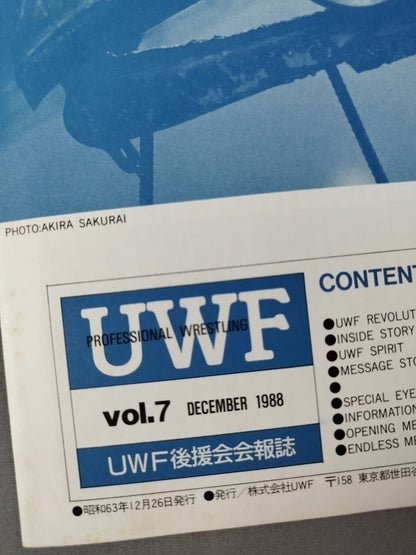 PHOTO:AKIRA SAKURAI
UWF
PROFESSIONAL WRESTLING
vol.7 DECEMBER 1988
UWF後援会会報誌
CONTENT
●UWF REVOLUT
●INSIDE STORY
●UWF SPIRIT
●MESSAGE STO
●
●SPECIAL EYE
●INFORMATION
●OPENING ME
●ENDLESS ME
●昭和63年12月26日発行 ●発行/株式会社UWF 〒158 東京都世田谷